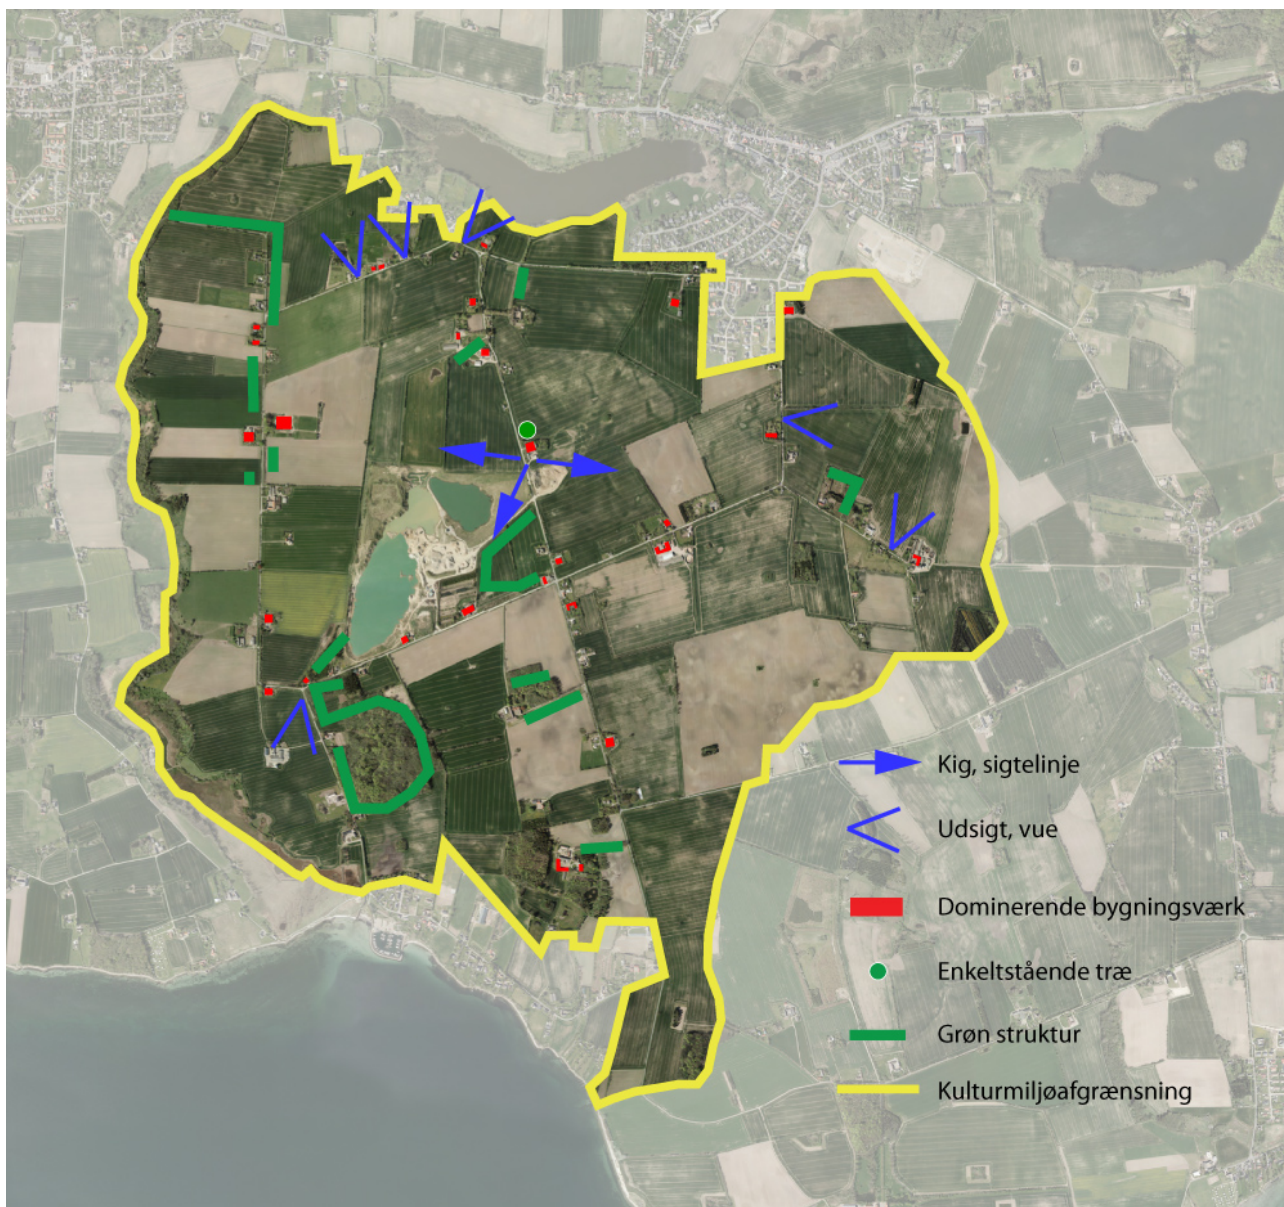 Kig, sigtelinje
Udsigt, vue
Dominerende bygningsværk
Enkeltstående træ
Grøn struktur
Kulturmiljøafgrænsning